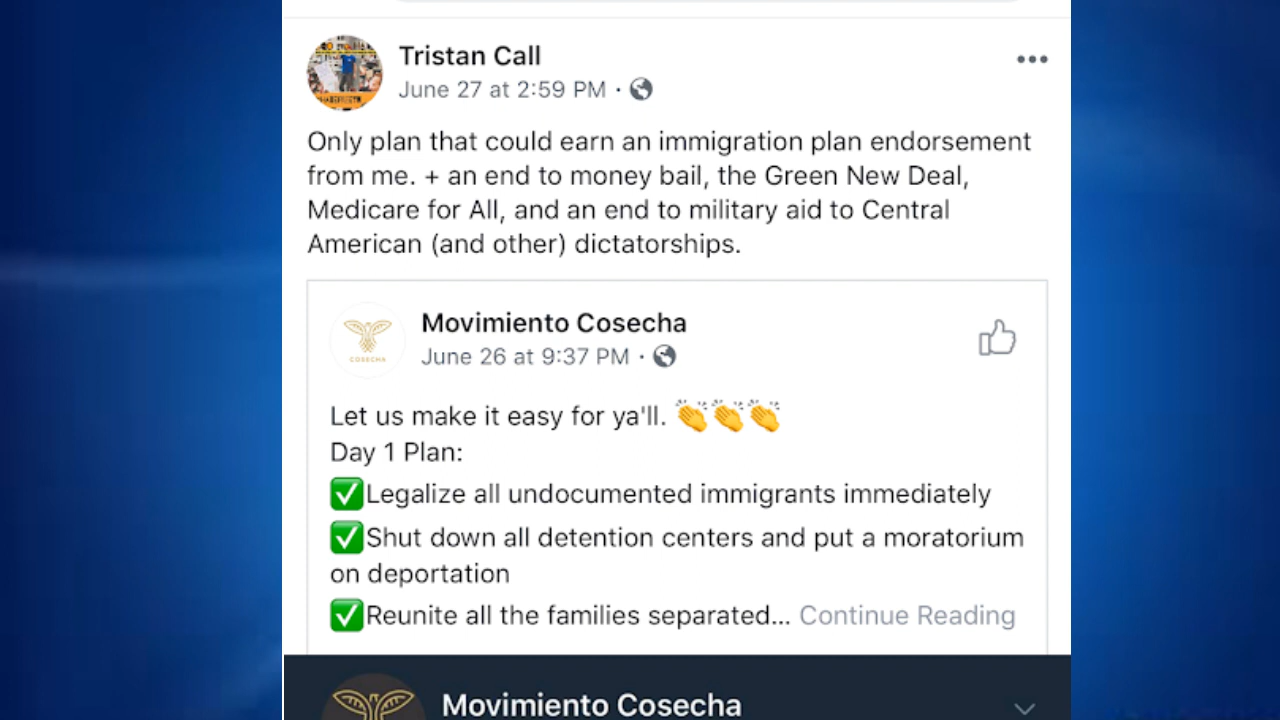 Tristan Call
June 27 at 2:59 PM ·
Only plan that could earn an immigration plan endorsement
from me. + an end to money bail, the Green New Deal,
Medicare for All, and an end to military aid to Central
American (and other) dictatorships.
Movimiento Cosecha
June 26 at 9:37 PM ·
COSECHA
Let us make it easy for ya'll. 👏👏👏
Day 1 Plan:
✅Legalize all undocumented immigrants immediately
✅Shut down all detention centers and put a moratorium
on deportation
✅Reunite all the families separated... Continue Reading
Movimiento Cosecha